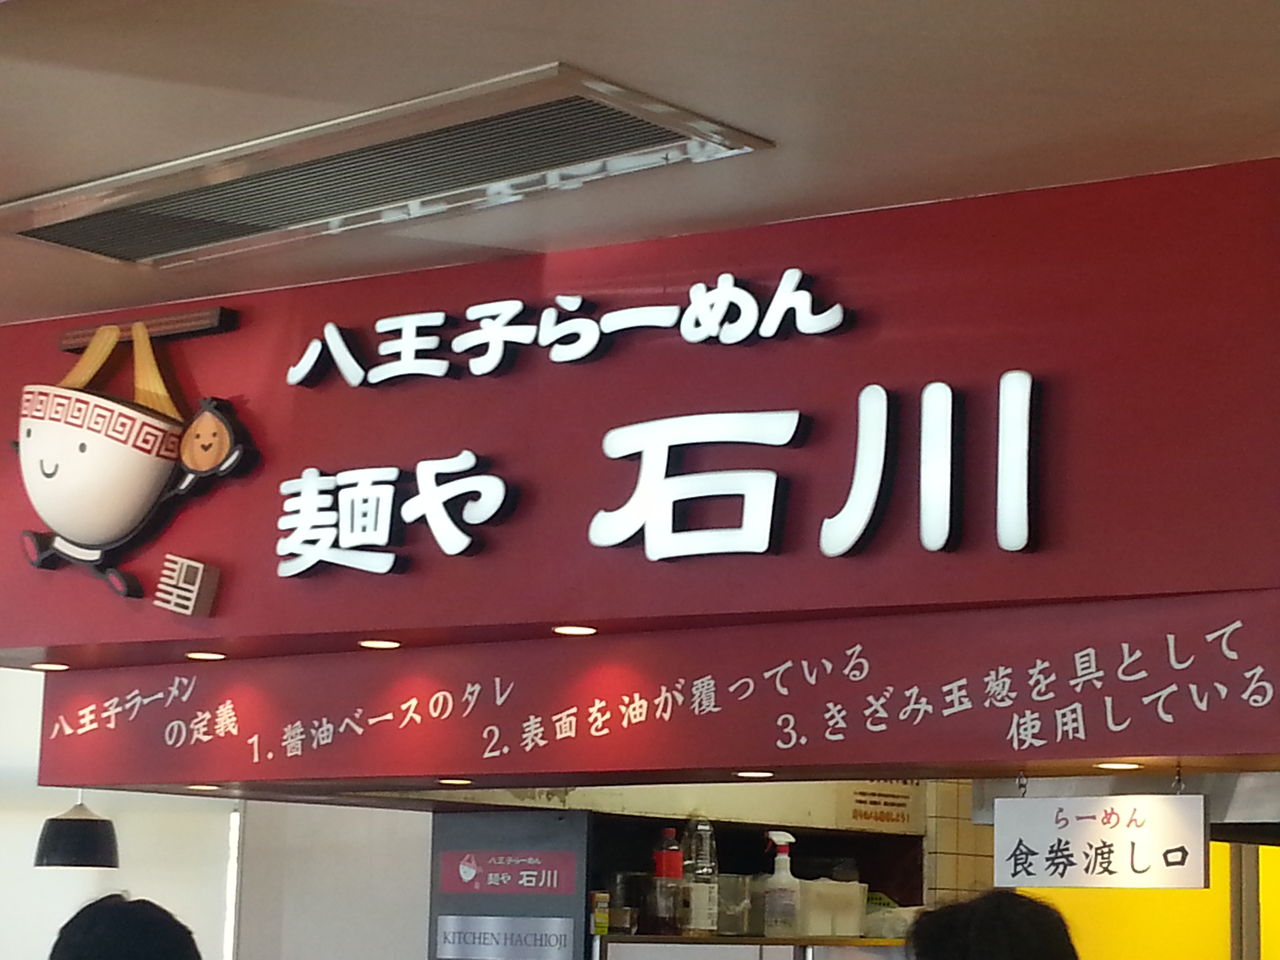 八王子らーめん
麺や 石川
八王子ラーメン
の定義
1. 醤油ベースのタレ
2. 表面を油が覆っている
3. きざみ玉葱を具として
使用している
らーめん
食券渡し口
八王子らーめん
麺や 石川
KITCHEN HACHIOJI